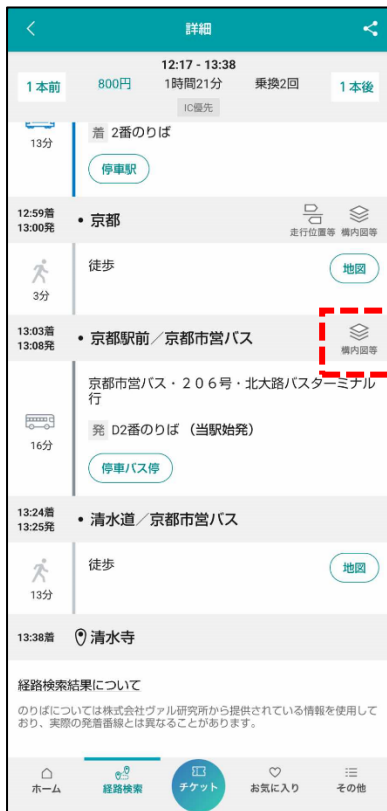 詳細
12:17 - 13:38
1本前
800円
1時間21分
乗換2回
1本後
IC優先
13分
着 2番のりば
停車駅
12:59着
13:00発
・京都
走行位置等
構内図等
3分
徒歩
地図
13:03着
13:08発
・京都駅前／京都市営バス
構内図等
京都市営バス・２０６号・北大路バスターミナル
行
16分
発 D2番のりば （当駅始発）
停車バス停
13:24着
13:25発
・清水道／京都市営バス
13分
徒歩
地図
13:38着
清水寺
経路検索結果について
のりばについては株式会社ヴァル研究所から提供されている情報を使用して
おり、実際の発着番線とは異なることがあります。
ホーム
経路検索
チケット
お気に入り
その他